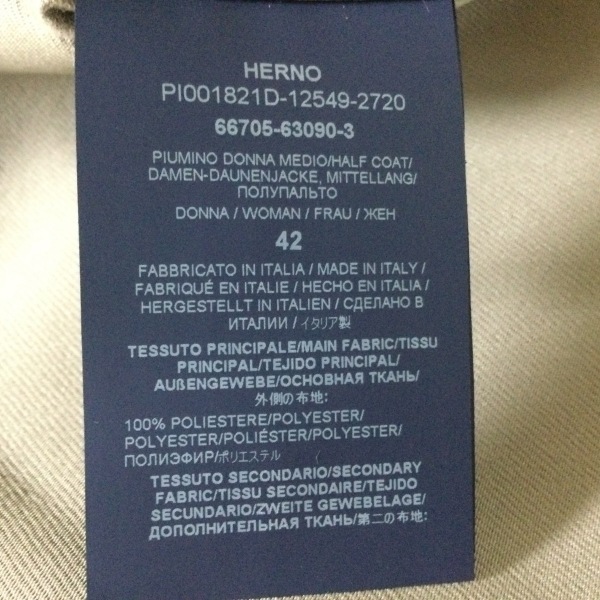 HERNO
PI001821D-12549-2720
66705-63090-3
PIUMINO DONNA MEDIO/HALF COAT/
DAMEN-DAUNENJACKE, MITTELLANG/
ПОЛУПАЛЬТО
DONNA / WOMAN / FRAU / ЖЕН
42
FABBRICATO IN ITALIA / MADE IN ITALY /
FABRIQUÉ EN ITALIE / HECHO EN ITALIA /
HERGESTELLT IN ITALIEN / СДЕЛАНО В
ИТАЛИИ / イタリア製
TESSUTO PRINCIPALE/MAIN FABRIC/TISSU
PRINCIPAL/TEJIDO PRINCIPAL/
AUßENGEWEBE/ОСНОВНАЯ ТКАНЬ/
外側の布地:
100% POLIESTERE/POLYESTER/
POLYESTER/POLIÉSTER/POLYESTER/
ПОЛИЭФИР/ポリエステル
TESSUTO SECONDARIO/SECONDARY
FABRIC/TISSU SECONDAIRE/TEJIDO
SECUNDARIO/ZWEITE GEWEBELAGE/
ДОПОЛНИТЕЛЬНАЯ ТКАНЬ/第二の布地: